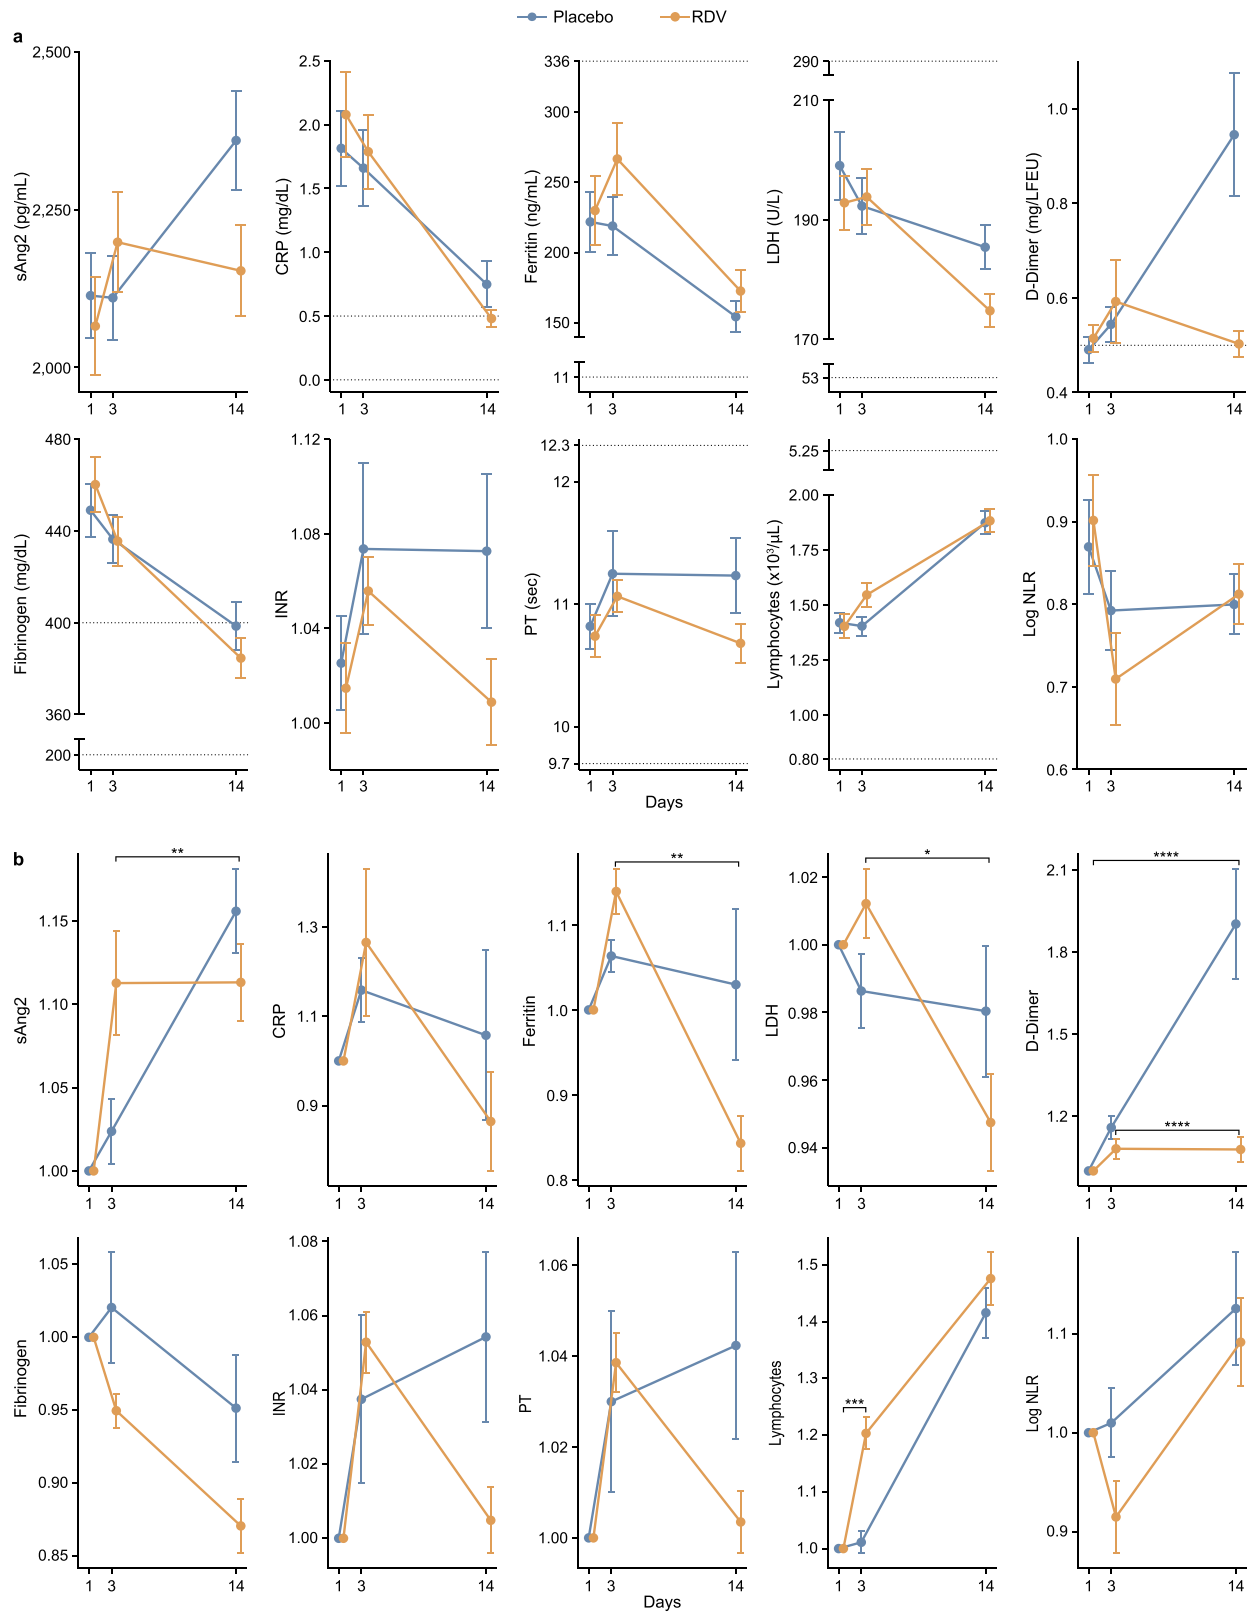 Placebo RDV
a
sAng2 (pg/mL)
2,500
2,250
2,000
1 3 14
CRP (mg/dL)
2.5
2.0
1.5
1.0
0.5
0.0
1 3 14
Ferritin (ng/mL)
336
300
250
200
150
11
1 3 14
LDH (U/L)
290
210
190
170
53
1 3 14
D-Dimer (mg/LFEU)
1.0
0.8
0.6
0.4
1 3 14
Fibrinogen (mg/dL)
480
440
400
360
200
1 3 14
INR
1.12
1.08
1.04
1.00
1 3 14
PT (sec)
12.3
12
11
10
9.7
1 3 14
Lymphocytes (x10³/µL)
5.25
2.00
1.75
1.50
1.25
1.00
0.80
1 3 14
Log NLR
1.0
0.9
0.8
0.7
0.6
1 3 14
Days
b
sAng2
**
1.15
1.10
1.05
1.00
1 3 14
CRP
1.3
1.1
0.9
1 3 14
Ferritin
**
1.1
1.0
0.9
0.8
1 3 14
LDH
*
1.02
1.00
0.98
0.96
0.94
1 3 14
D-Dimer
****
2.1
1.8
1.5
1.2
****
1 3 14
Fibrinogen
1.05
1.00
0.95
0.90
0.85
1 3 14
INR
1.08
1.06
1.04
1.02
1.00
1 3 14
PT
1.06
1.04
1.02
1.00
1 3 14
Lymphocytes
1.5
1.4
1.3
1.2
1.1
1.0
***
1 3 14
Log NLR
1.1
1.0
0.9
1 3 14
Days